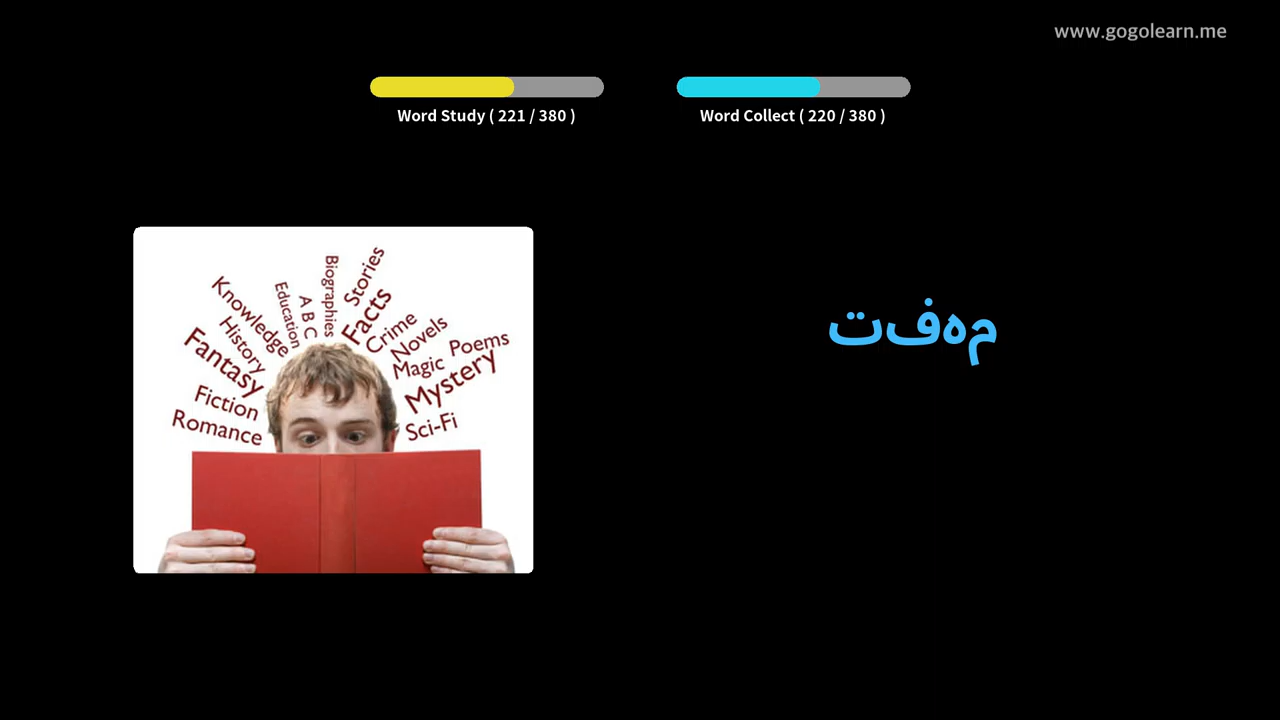 www.gogolearn.me
Word Study ( 221 / 380 )
Word Collect ( 220 / 380 )
Biographies
Stories
Education
A B C
Facts
Knowledge
Crime
History
Novels
Fantasy
Magic
Poems
Mystery
Fiction
Romance
Sci-Fi
مهفت